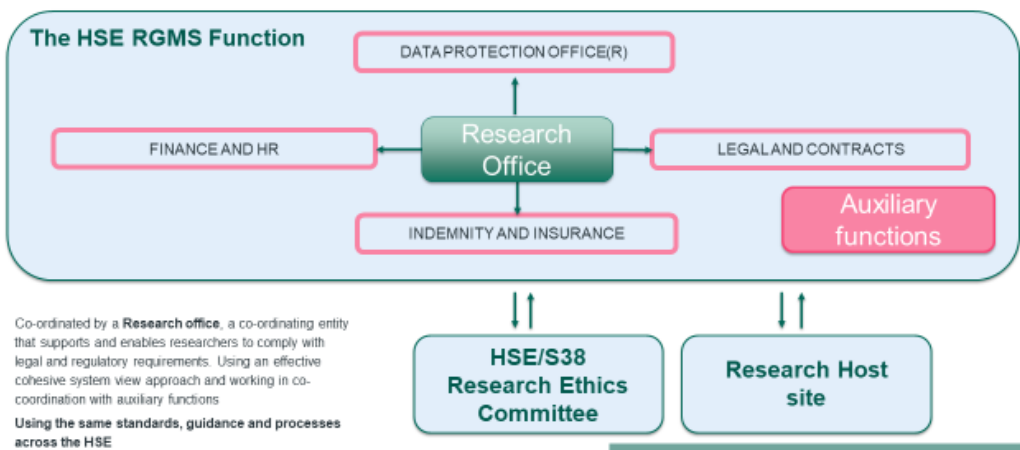 The HSE RGMS Function
DATA PROTECTION OFFICE(R)
FINANCE AND HR
Research
Office
LEGAL AND CONTRACTS
INDEMNITY AND INSURANCE
Auxiliary
functions
Co-ordinated by a Research office, a co-ordinating entity
that supports and enables researchers to comply with
legal and regulatory requirements. Using an effective
cohesive system view approach and working in co-
coordination with auxiliary functions
Using the same standards, guidance and processes
across the HSE
HSE/S38
Research Ethics
Committee
Research Host
site